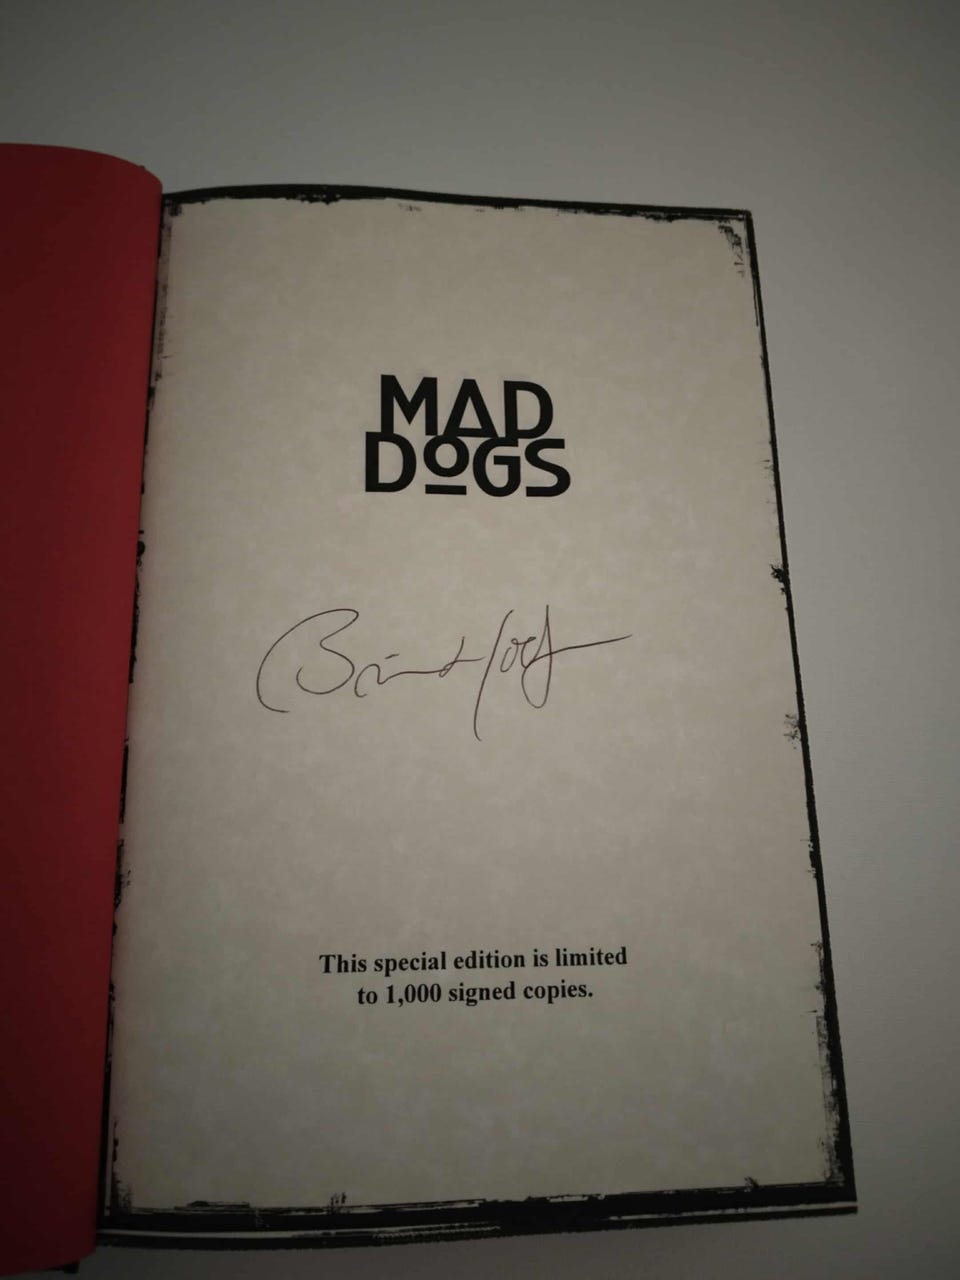 MAD
DOGS
This special edition is limited
to 1,000 signed copies.